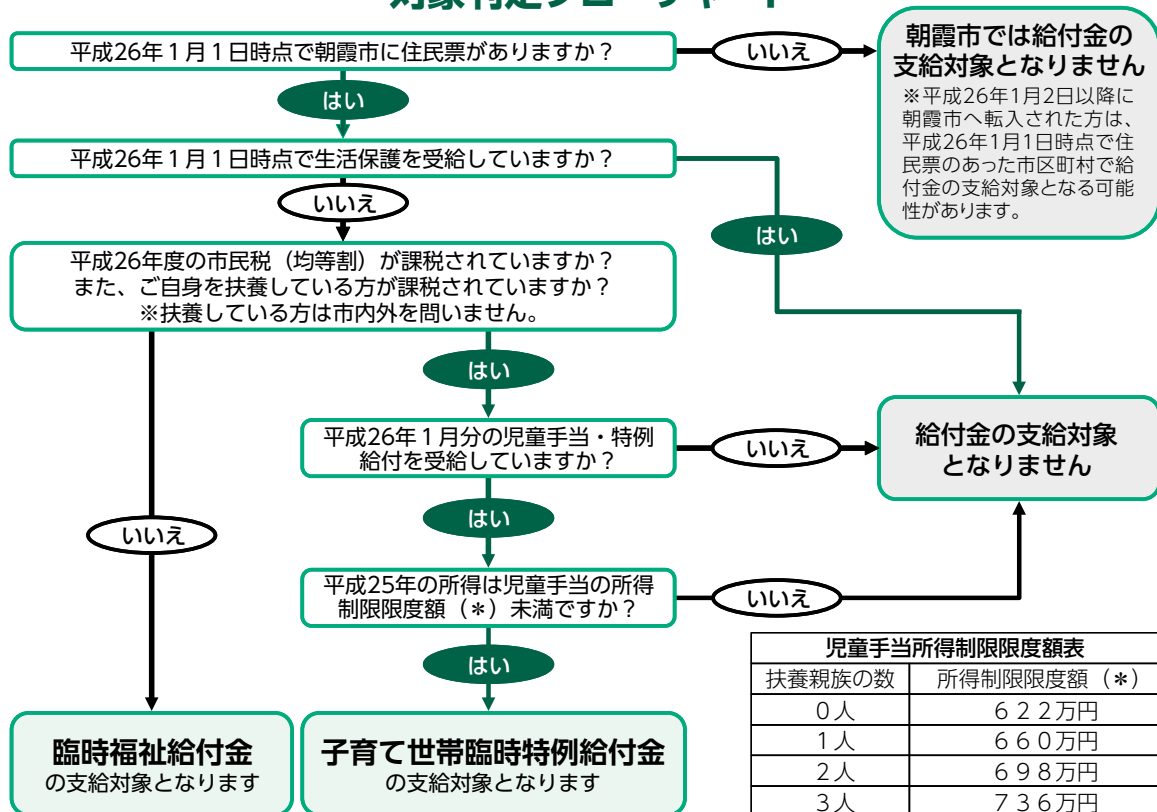 対象判定フローチャート
平成26年1月1日時点で朝霞市に住民票がありますか？
いいえ
朝霞市では給付金の
支給対象となりません
※平成26年1月2日以降に
朝霞市へ転入された方は、
平成26年1月1日時点で住
民票のあった市区町村で給
付金の支給対象となる可能
性があります。
はい
平成26年1月1日時点で生活保護を受給していますか？
いいえ
はい
平成26年度の市民税（均等割）が課税されていますか？
また、ご自身を扶養している方が課税されていますか？
※扶養している方は市内外を問いません。
はい
平成26年1月分の児童手当・特例
給付を受給していますか？
いいえ
給付金の支給対象
となりません
いいえ
はい
平成25年の所得は児童手当の所得
制限限度額（＊）未満ですか？
いいえ
はい
児童手当所得制限限度額表
扶養親族の数 所得制限限度額（＊）
0人 622万円
1人 660万円
2人 698万円
3人 736万円
臨時福祉給付金
の支給対象となります
子育て世帯臨時特例給付金
の支給対象となります